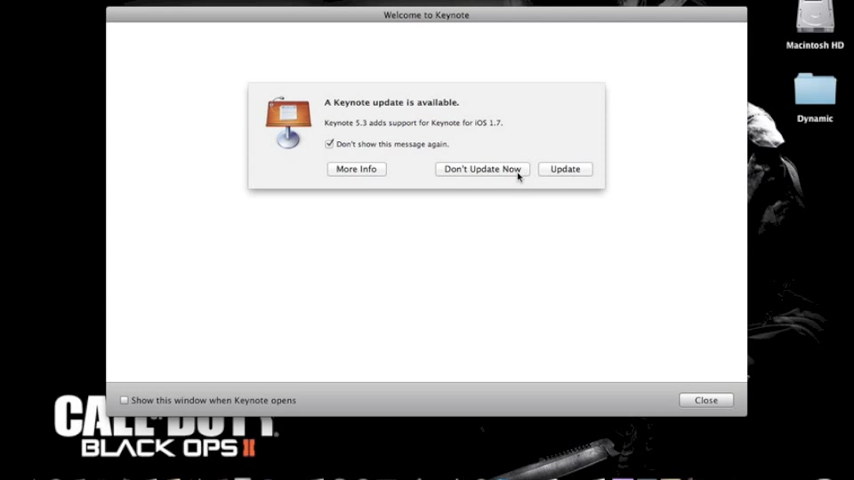 Welcome to Keynote
Macintosh HD
A Keynote update is available.
Dynamic
Keynote 5.3 adds support for Keynote for iOS 1.7.
Don't show this message again.
More Info
Don't Update Now
Update
Show this window when Keynote opens
Close
CALL OF DUTY
BLACK OPS II